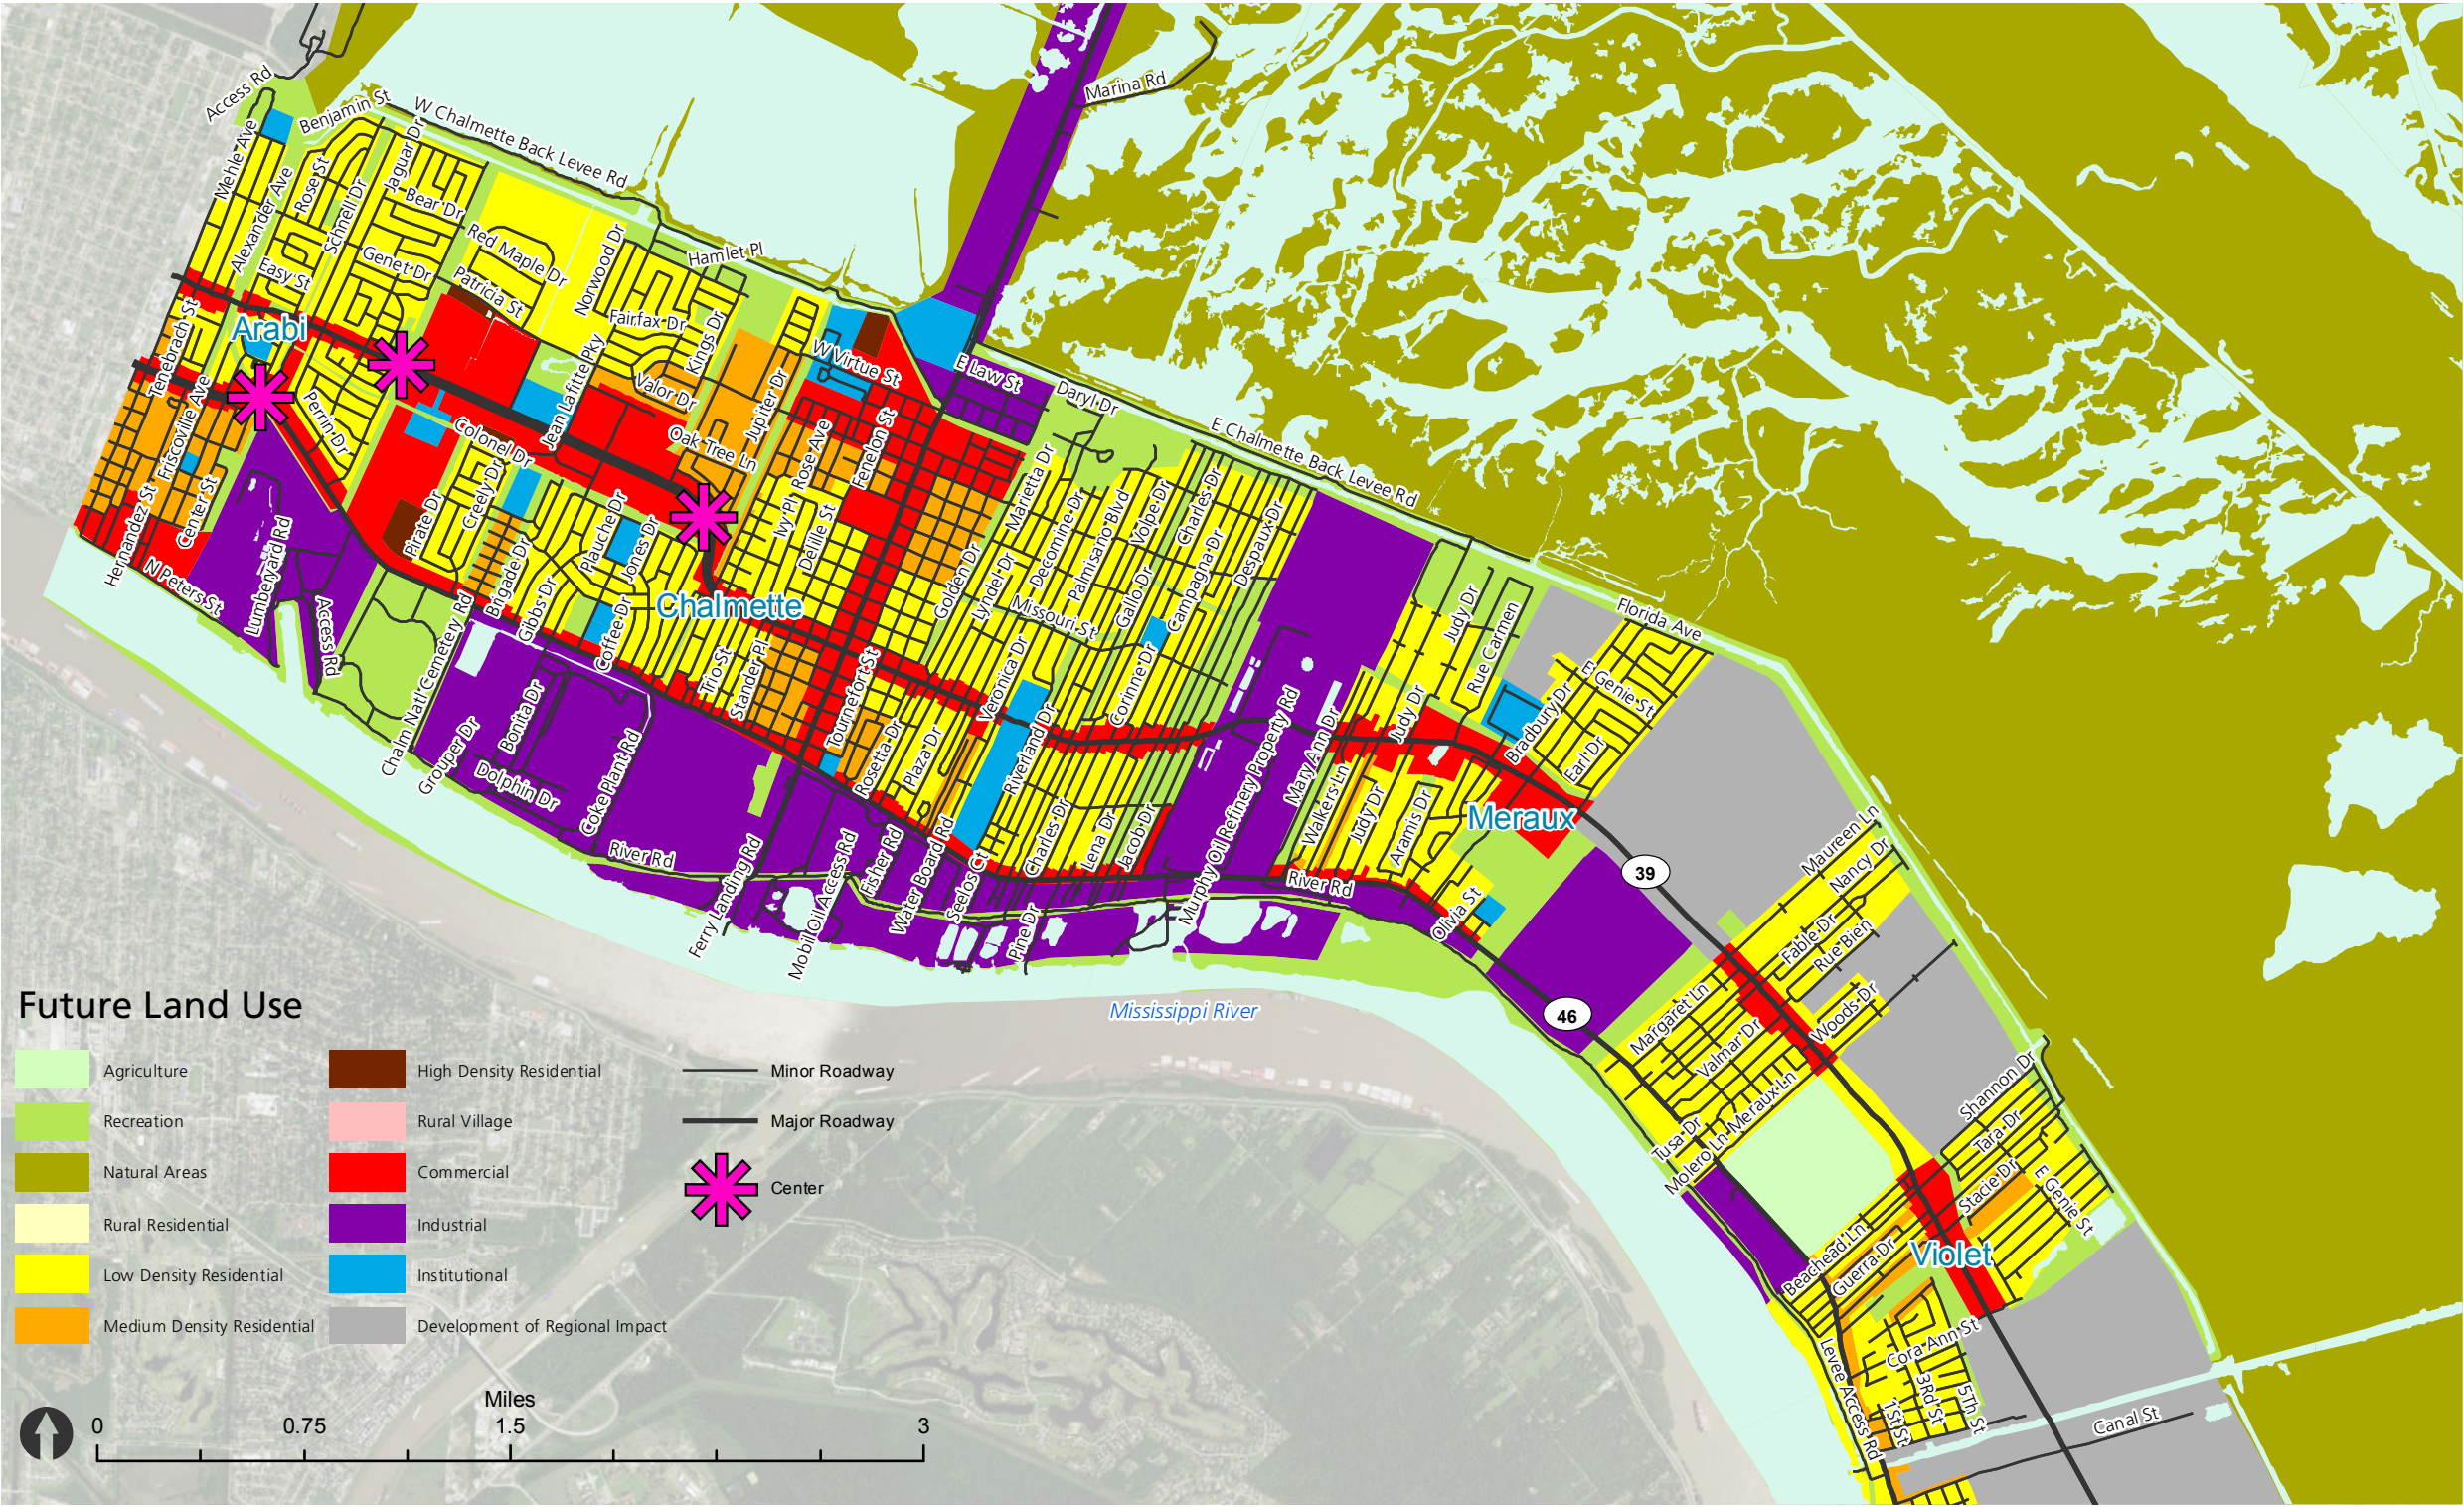 Access Rd
Benjamin St
W Chalmette Back Levee Rd
Marina Rd
Mehle Ave
Alexander Ave
Rose St
Schnell Dr
Jaguar Dr
Bear Dr
Red Maple Dr
Norwood Dr
Hamlet Pl
Easy St
Genet Dr
Patricia St
Fairfax Dr
Kings Dr
Arabi
Tenebrach St
Friscoville Ave
Perrin Dr
Jean Lafitte Pky
Valor Dr
Jupiter Dr
W Virtue St
E Law St
Daryl Dr
E Chalmette Back Levee Rd
Colonel Dr
Oak Tree Ln
Rose Ave
Fenelon St
Marietta Dr
Hernandez St
Center St
N Peters St
Lumberyard Rd
Access Rd
Pirate Dr
Creely Dr
Brigade Dr
Gibbs Dr
Plauche Dr
Jones Dr
Coffee Dr
Ivy Pl
Delille St
Golden Dr
Lyndel Dr
Decomine Dr
Palmisano Blvd
Volpe Dr
Charles Dr
Gallo Dr
Campagna Dr
Despaux Dr
Missouri St
Chalmette
Chalm Natl Cemetery Rd
Grouper Dr
Bonita Dr
Dolphin Dr
Coke Plant Rd
Trio St
Stander Pl
Tournefort St
Rosetta Dr
Plaza Dr
Veronica Dr
Riverland Dr
Corinne Dr
Judy Dr
Rue Carmen
Florida Ave
E Genie St
Bradbury Dr
Earl Dr
Meraux
Murphy Oil Refinery Property Rd
Mary Ann Dr
Judy Dr
Walkers Ln
Judy Dr
Aramis Dr
River Rd
Ferry Landing Rd
Mobil Oil Access Rd
Fisher Rd
Water Board Rd
Seelos Ct
Pine Dr
Charles Dr
Lena Dr
Jacob Dr
River Rd
Olivia St
39
46
Mississippi River
Maureen Ln
Nancy Dr
Fable Dr
Rue Bien
Woods Dr
Margaret Ln
Valmar Dr
Meraux Ln
Tusa Dr
Molero Ln
Shannon Dr
Tara Dr
Stacie Dr
E Genie St
Beachead Ln
Guerra Dr
Violet
Cora Ann St
Levee Access Rd
1St St
3Rd St
5Th St
Canal St
Future Land Use
Agriculture
Recreation
Natural Areas
Rural Residential
Low Density Residential
Medium Density Residential
High Density Residential
Rural Village
Commercial
Industrial
Institutional
Development of Regional Impact
Minor Roadway
Major Roadway
Center
Miles
0 0.75 1.5 3